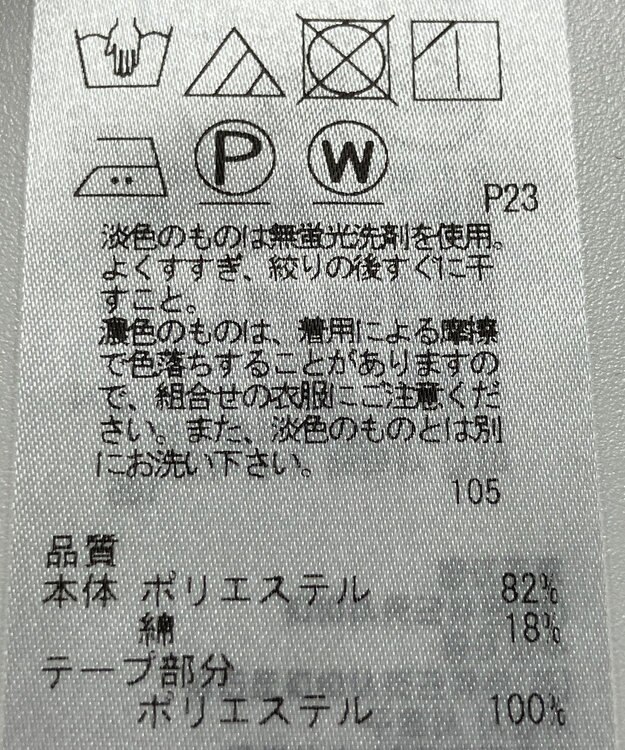 P W
P23
淡色のものは無蛍光洗剤を使用。
よくすすぎ、絞りの後すぐに干
すこと。
濃色のものは、着用による摩擦
で色落ちすることがありますの
で、組合せの衣服にご注意くだ
さい。また、淡色のものとは別
にお洗い下さい。
105
品質
本体 ポリエステル 82%
綿 18%
テープ部分
ポリエステル 100%